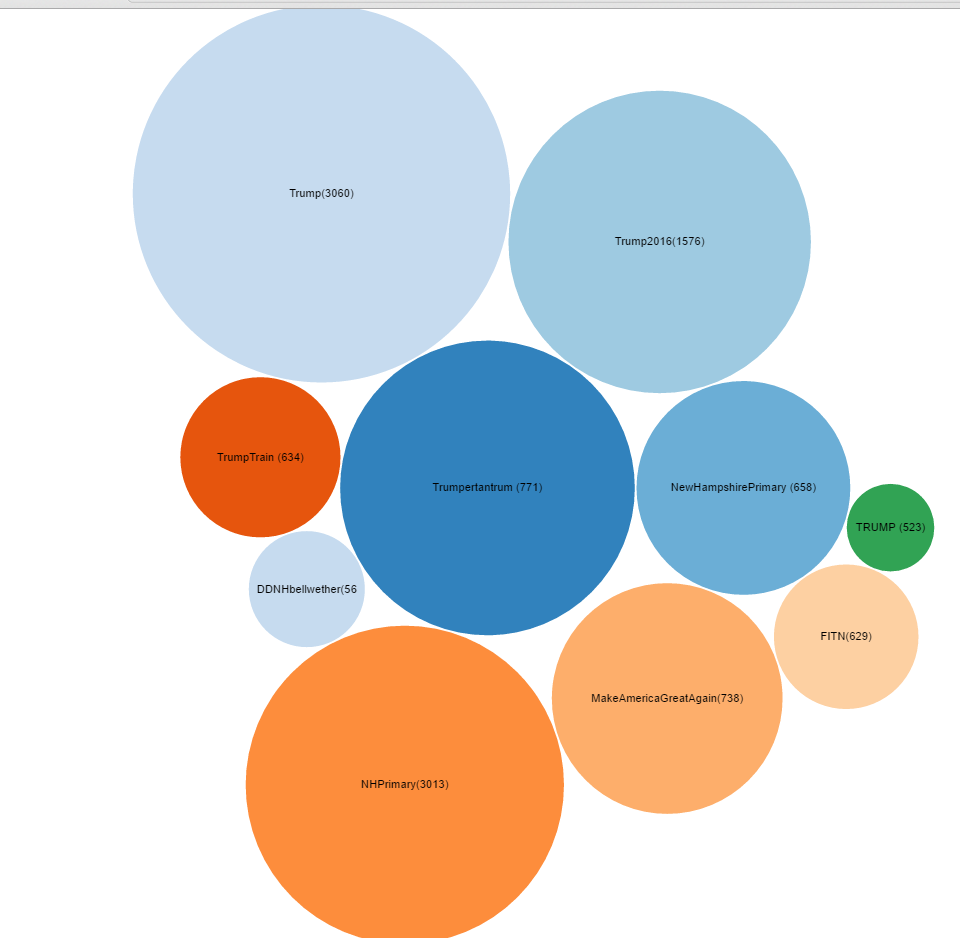 Trump(3060)
Trump2016(1576)
TrumpTrain (634)
Trumpertantrum (771)
NewHampshirePrimary (658)
TRUMP (523)
DDNHbellwether(56
FITN(629)
MakeAmericaGreatAgain(738)
NHPrimary(3013)